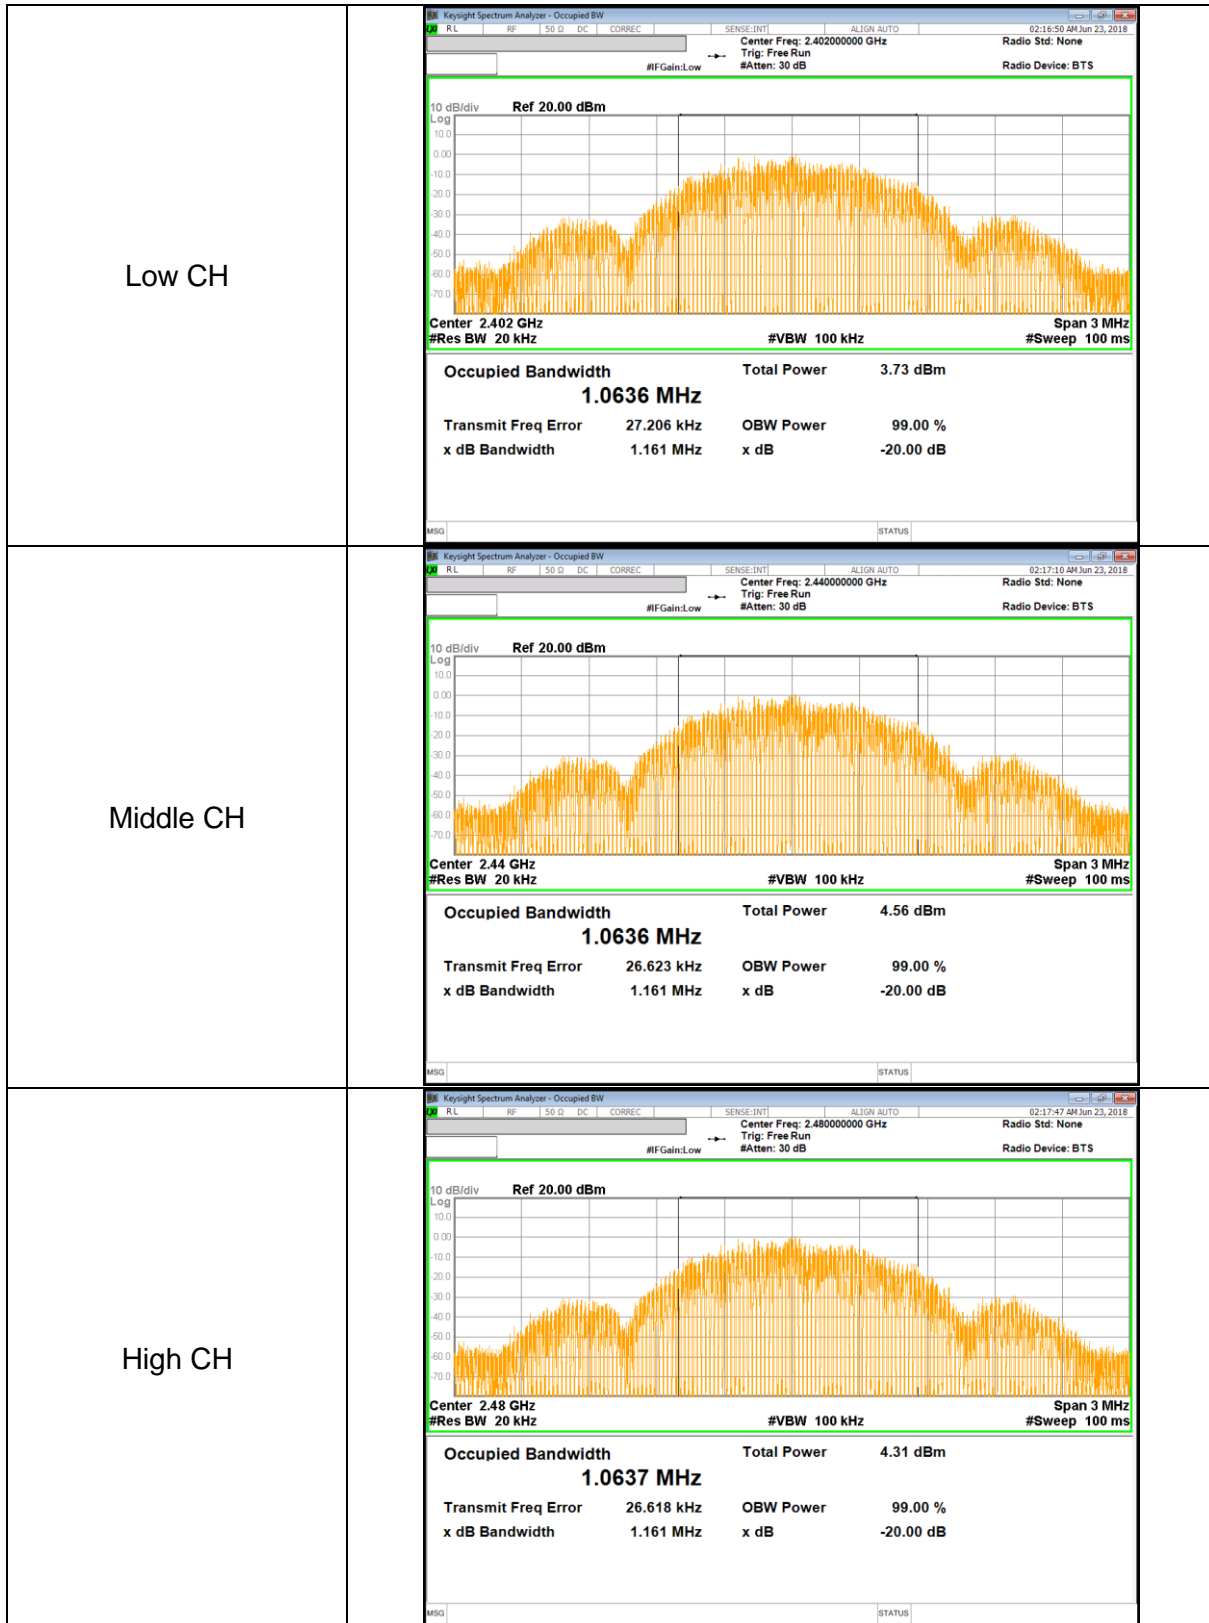 Low CH
Keysight Spectrum Analyzer - Occupied BW
RL RF 50 Ω DC CORREC SENSE:INT ALIGN AUTO 02:16:50 AM Jun 23, 2018
Center Freq: 2.402000000 GHz Radio Std: None
Trig: Free Run
#IFGain:Low #Atten: 30 dB Radio Device: BTS
10 dB/div Ref 20.00 dBm
Log
10.0
0.00
-10.0
-20.0
-30.0
-40.0
-50.0
-60.0
-70.0
Center 2.402 GHz Span 3 MHz
#Res BW 20 kHz #VBW 100 kHz #Sweep 100 ms
Occupied Bandwidth Total Power 3.73 dBm
1.0636 MHz
Transmit Freq Error 27.206 kHz OBW Power 99.00 %
x dB Bandwidth 1.161 MHz x dB -20.00 dB
MSG STATUS
Middle CH
Keysight Spectrum Analyzer - Occupied BW
RL RF 50 Ω DC CORREC SENSE:INT ALIGN AUTO 02:17:10 AM Jun 23, 2018
Center Freq: 2.440000000 GHz Radio Std: None
Trig: Free Run
#IFGain:Low #Atten: 30 dB Radio Device: BTS
10 dB/div Ref 20.00 dBm
Log
10.0
0.00
-10.0
-20.0
-30.0
-40.0
-50.0
-60.0
-70.0
Center 2.44 GHz Span 3 MHz
#Res BW 20 kHz #VBW 100 kHz #Sweep 100 ms
Occupied Bandwidth Total Power 4.56 dBm
1.0636 MHz
Transmit Freq Error 26.623 kHz OBW Power 99.00 %
x dB Bandwidth 1.161 MHz x dB -20.00 dB
MSG STATUS
High CH
Keysight Spectrum Analyzer - Occupied BW
RL RF 50 Ω DC CORREC SENSE:INT ALIGN AUTO 02:17:47 AM Jun 23, 2018
Center Freq: 2.480000000 GHz Radio Std: None
Trig: Free Run
#IFGain:Low #Atten: 30 dB Radio Device: BTS
10 dB/div Ref 20.00 dBm
Log
10.0
0.00
-10.0
-20.0
-30.0
-40.0
-50.0
-60.0
-70.0
Center 2.48 GHz Span 3 MHz
#Res BW 20 kHz #VBW 100 kHz #Sweep 100 ms
Occupied Bandwidth Total Power 4.31 dBm
1.0637 MHz
Transmit Freq Error 26.618 kHz OBW Power 99.00 %
x dB Bandwidth 1.161 MHz x dB -20.00 dB
MSG STATUS